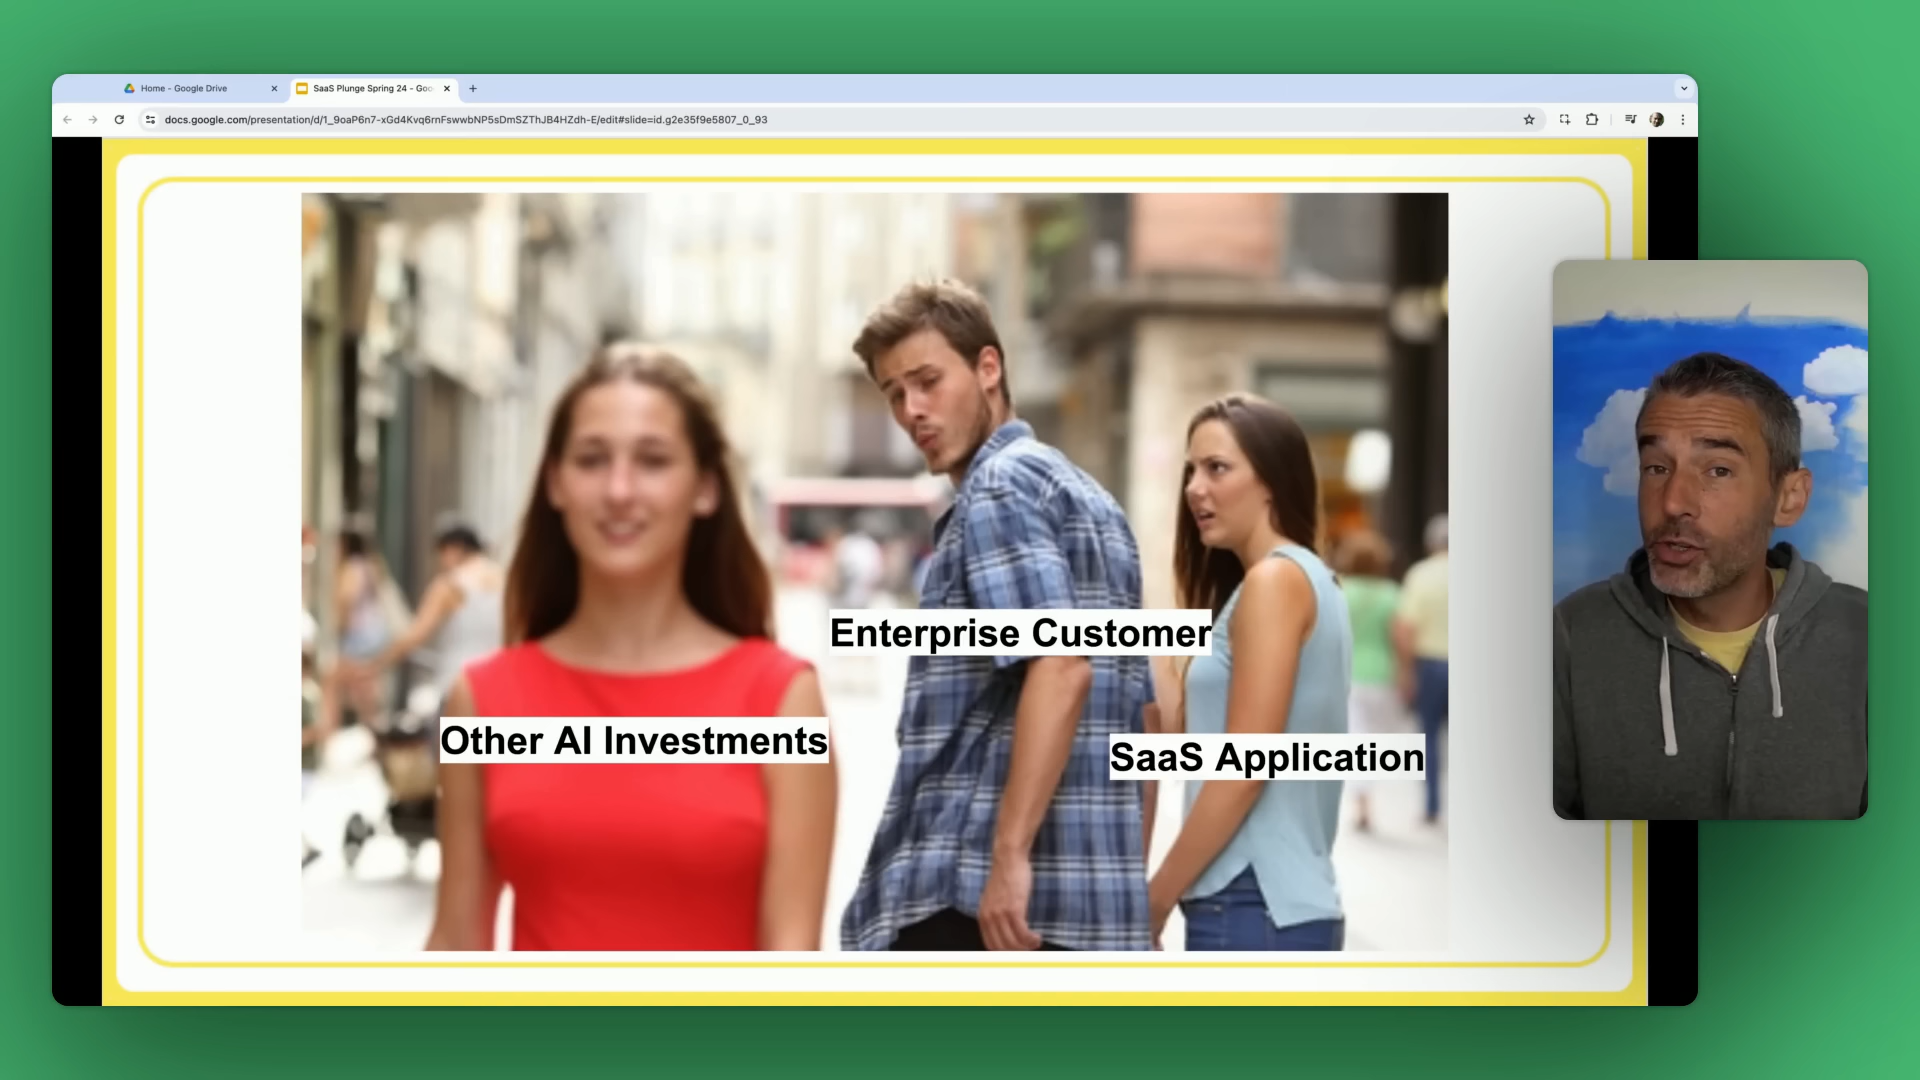 Home - Google Drive
SaaS Plunge Spring 24 - Goo
docs.google.com/presentation/d/1_9oaP6n7-xGd4Kvq6rnFswwbNP5sDmSZThJB4HZdh-E/edit#slide=id.g2e35f9e5807_0_93
Enterprise Customer
Other AI Investments
SaaS Application